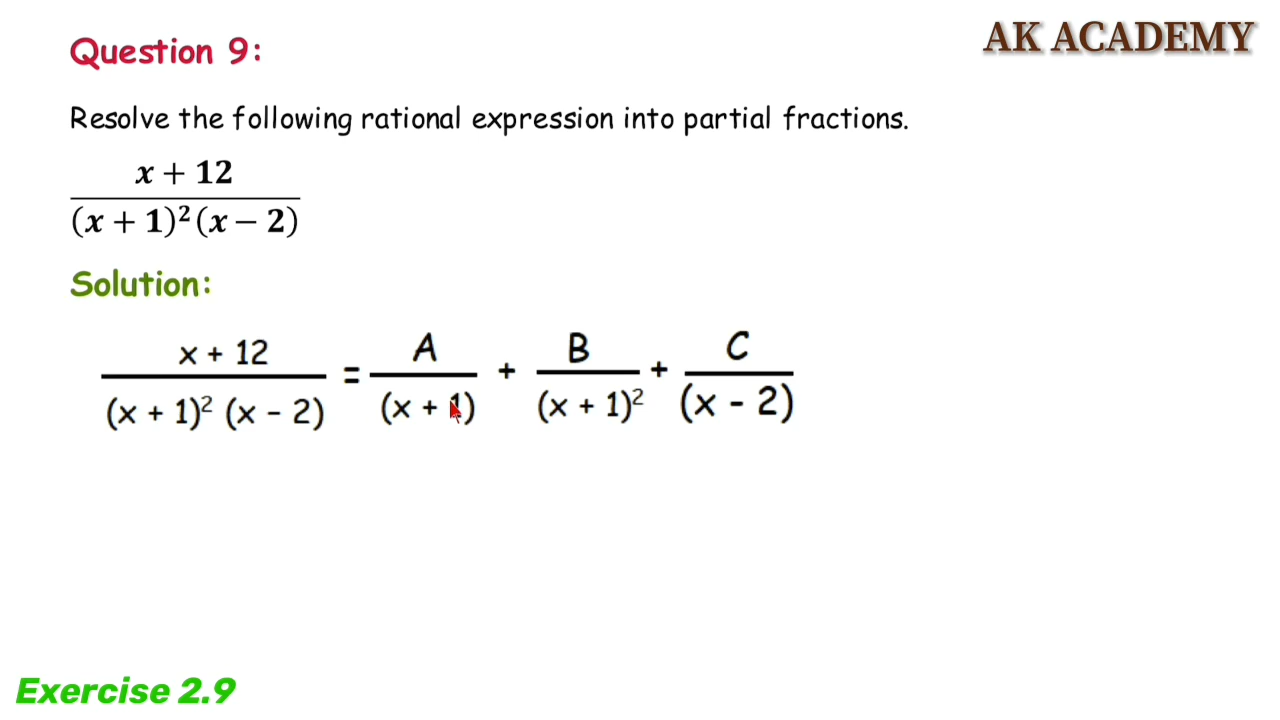 AK ACADEMY
Question 9:
Resolve the following rational expression into partial fractions.
x + 12
(x + 1)² (x − 2)
Solution:
x + 12 = A + B + C
(x + 1)² (x - 2) (x + 1) (x + 1)² (x - 2)
Exercise 2.9